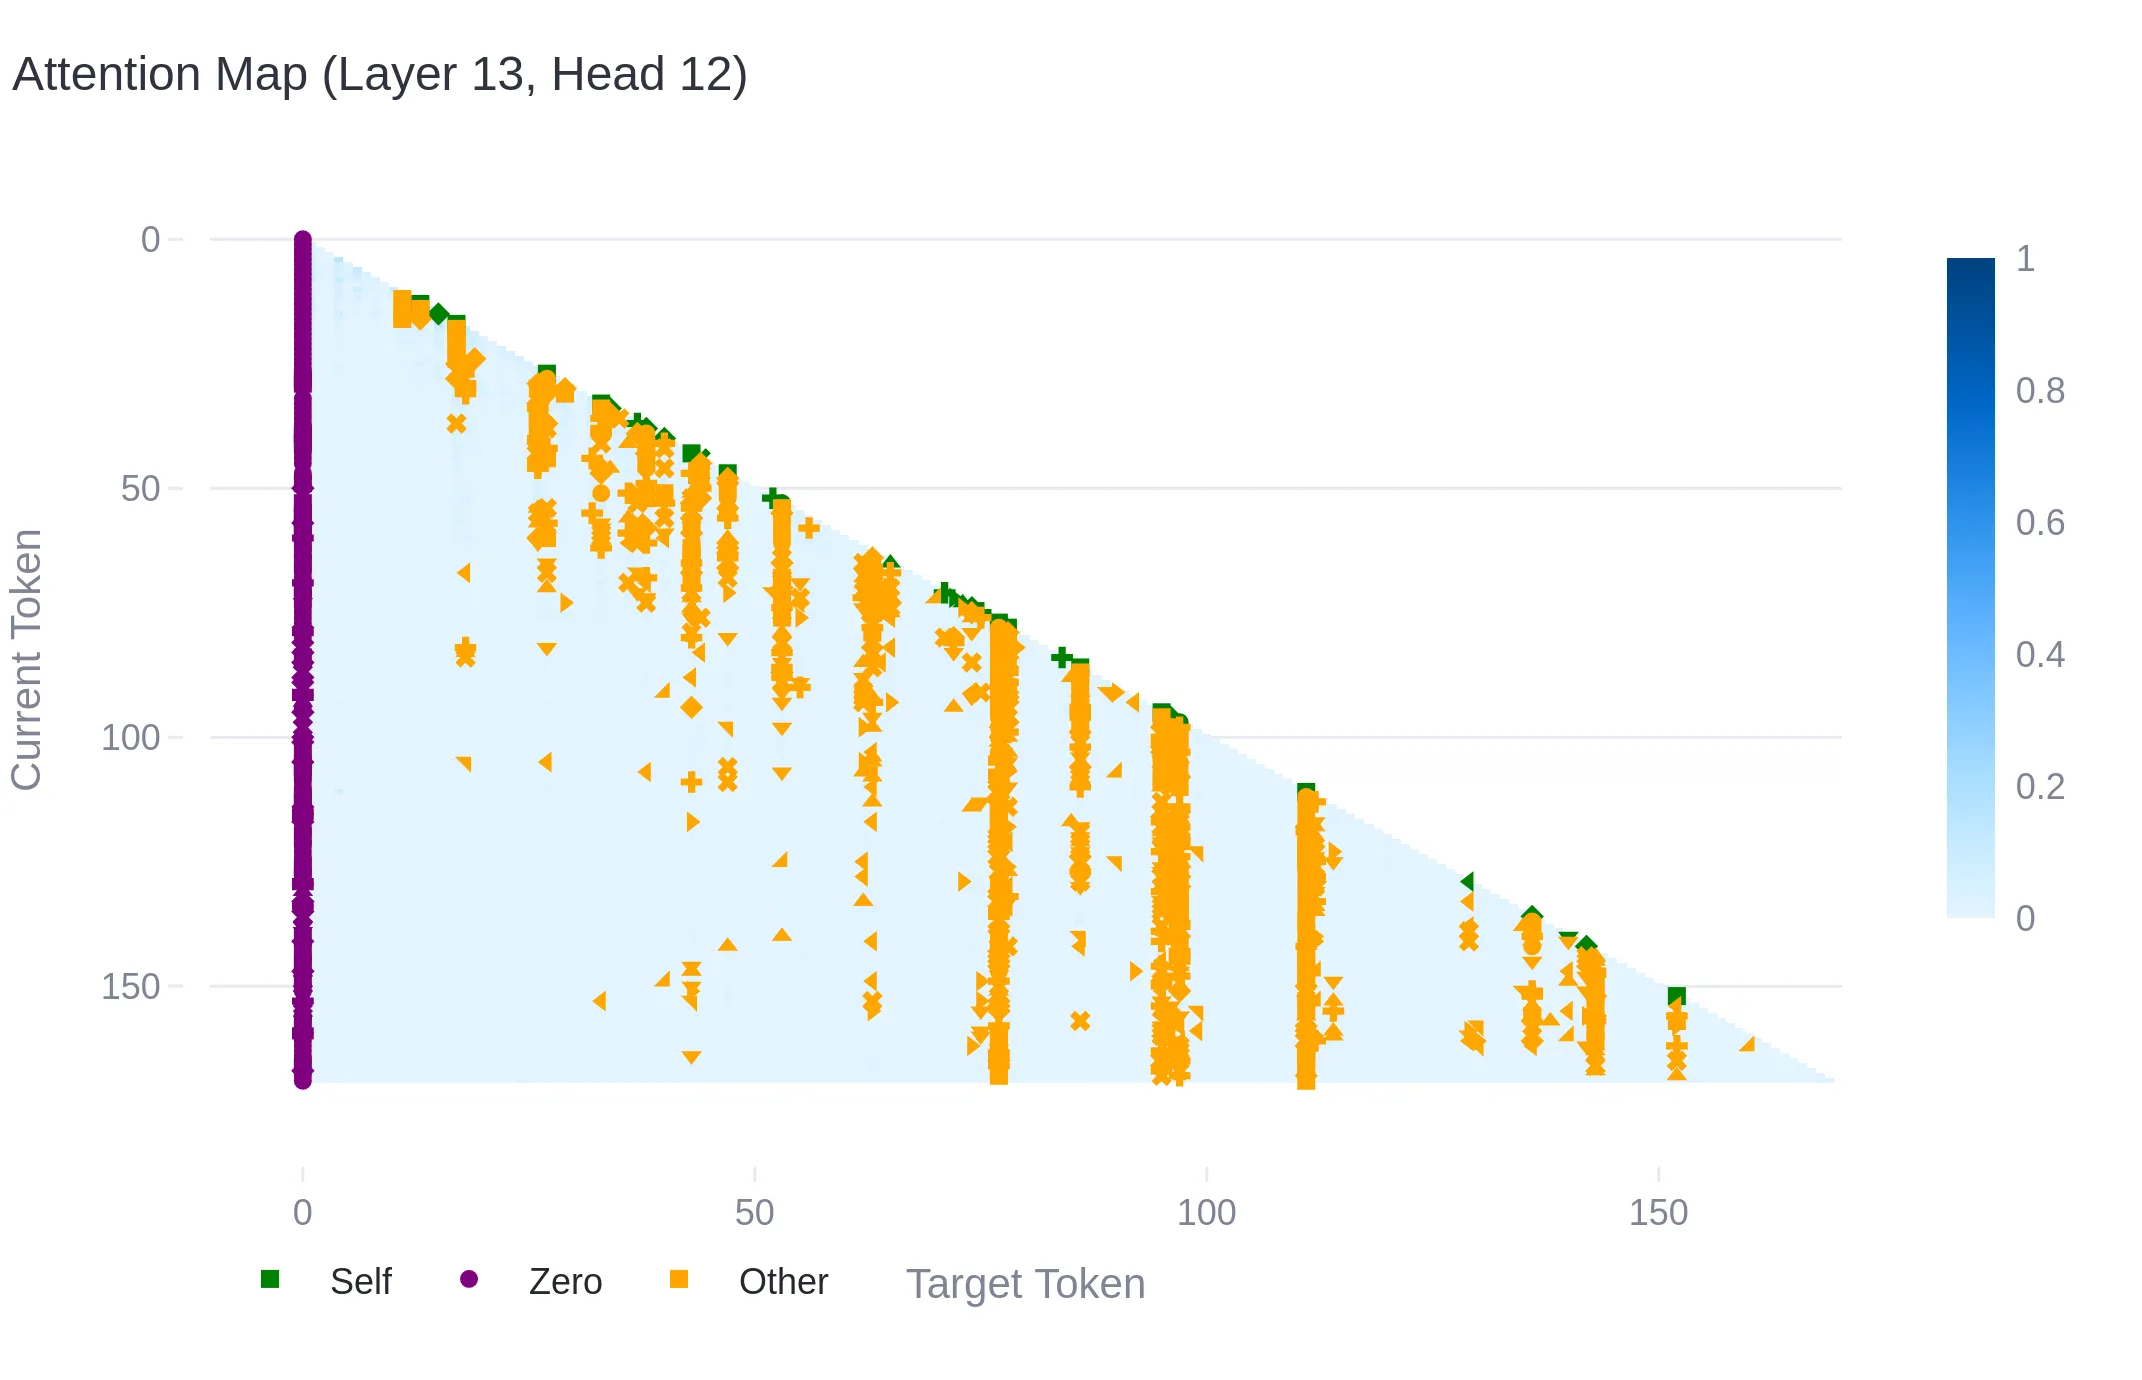 Attention Map (Layer 13, Head 12)
0
50
100
150
Current Token
1
0.8
0.6
0.4
0.2
0
0
50
100
150
Self
Zero
Other
Target Token